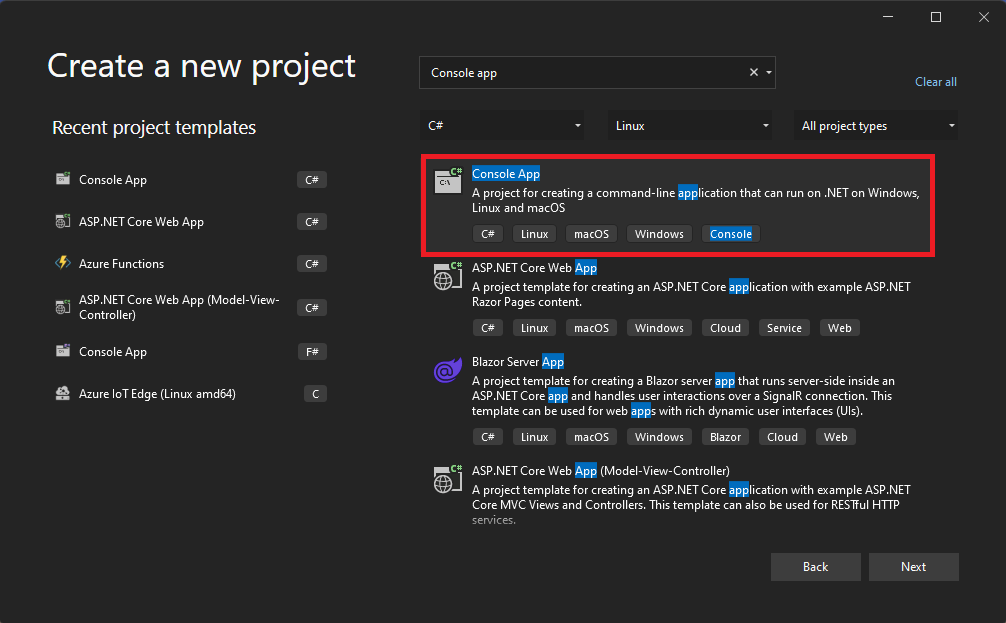 Create a new project
Recent project templates
Console App
C#
ASP.NET Core Web App
C#
Azure Functions
C#
ASP.NET Core Web App (Model-View-
Controller)
C#
Console App
F#
Azure IoT Edge (Linux amd64)
C
Console app
Clear all
C#
Linux
All project types
C#
C:\
Console App
A project for creating a command-line application that can run on .NET on Windows,
Linux and macOS
C# Linux macOS Windows Console
C#
ASP.NET Core Web App
A project template for creating an ASP.NET Core application with example ASP.NET
Razor Pages content.
C# Linux macOS Windows Cloud Service Web
Blazor Server App
A project template for creating a Blazor server app that runs server-side inside an
ASP.NET Core app and handles user interactions over a SignalR connection. This
template can be used for web apps with rich dynamic user interfaces (UIs).
C# Linux macOS Windows Blazor Cloud Web
C#
ASP.NET Core Web App (Model-View-Controller)
A project template for creating an ASP.NET Core application with example ASP.NET
Core MVC Views and Controllers. This template can also be used for RESTful HTTP
services.
Back
Next